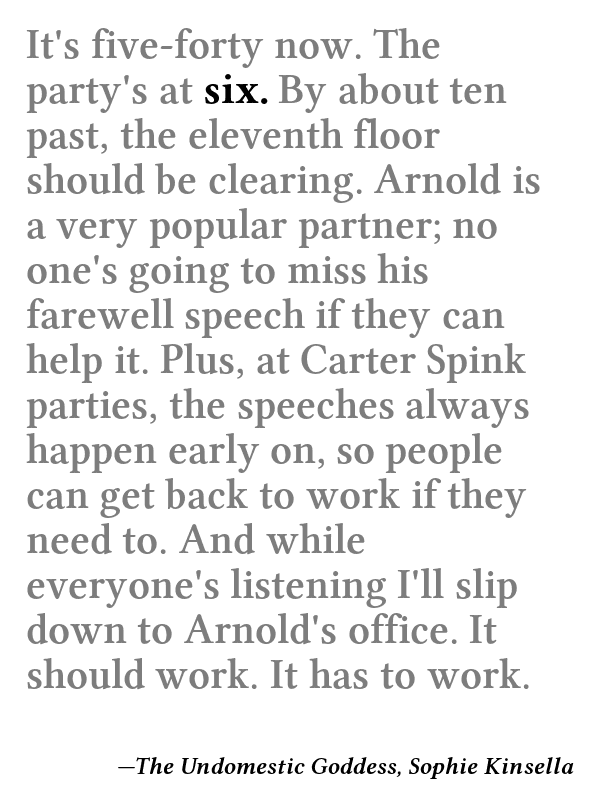 It's five-forty now. The
party's at six. By about ten
past, the eleventh floor
should be clearing. Arnold is
a very popular partner; no
one's going to miss his
farewell speech if they can
help it. Plus, at Carter Spink
parties, the speeches always
happen early on, so people
can get back to work if they
need to. And while
everyone's listening I'll slip
down to Arnold's office. It
should work. It has to work.
—The Undomestic Goddess, Sophie Kinsella